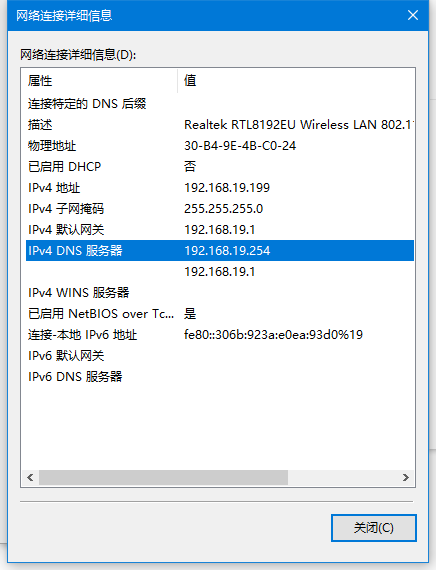 网络连接详细信息
网络连接详细信息(D):
属性 值
连接特定的 DNS 后缀
描述 Realtek RTL8192EU Wireless LAN 802.1
物理地址 30-B4-9E-4B-C0-24
已启用 DHCP 否
IPv4 地址 192.168.19.199
IPv4 子网掩码 255.255.255.0
IPv4 默认网关 192.168.19.1
IPv4 DNS 服务器 192.168.19.254
192.168.19.1
IPv4 WINS 服务器
已启用 NetBIOS over Tc... 是
连接-本地 IPv6 地址 fe80::306b:923a:e0ea:93d0%19
IPv6 默认网关
IPv6 DNS 服务器
关闭(C)